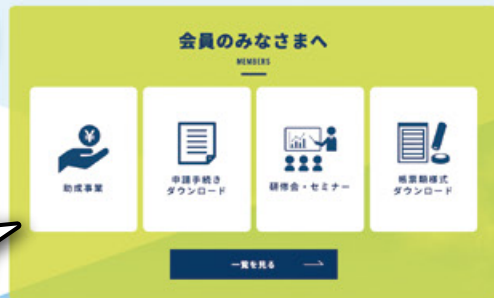 会員のみなさまへ
MEMBERS
助成事業
申請手続き
ダウンロード
研修会・セミナー
帳票類様式
ダウンロード
一覧を見る